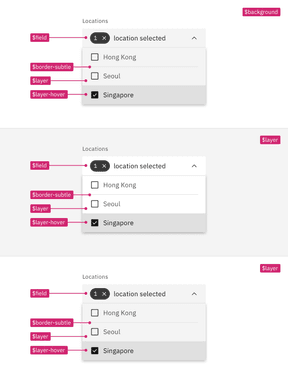 $background
Locations
$field
1 × location selected
Hong Kong
$border-subtle
Seoul
$layer
$layer-hover
Singapore
$layer
Locations
$field
1 × location selected
Hong Kong
$border-subtle
Seoul
$layer
$layer-hover
Singapore
$layer
Locations
$field
1 × location selected
Hong Kong
$border-subtle
Seoul
$layer
$layer-hover
Singapore